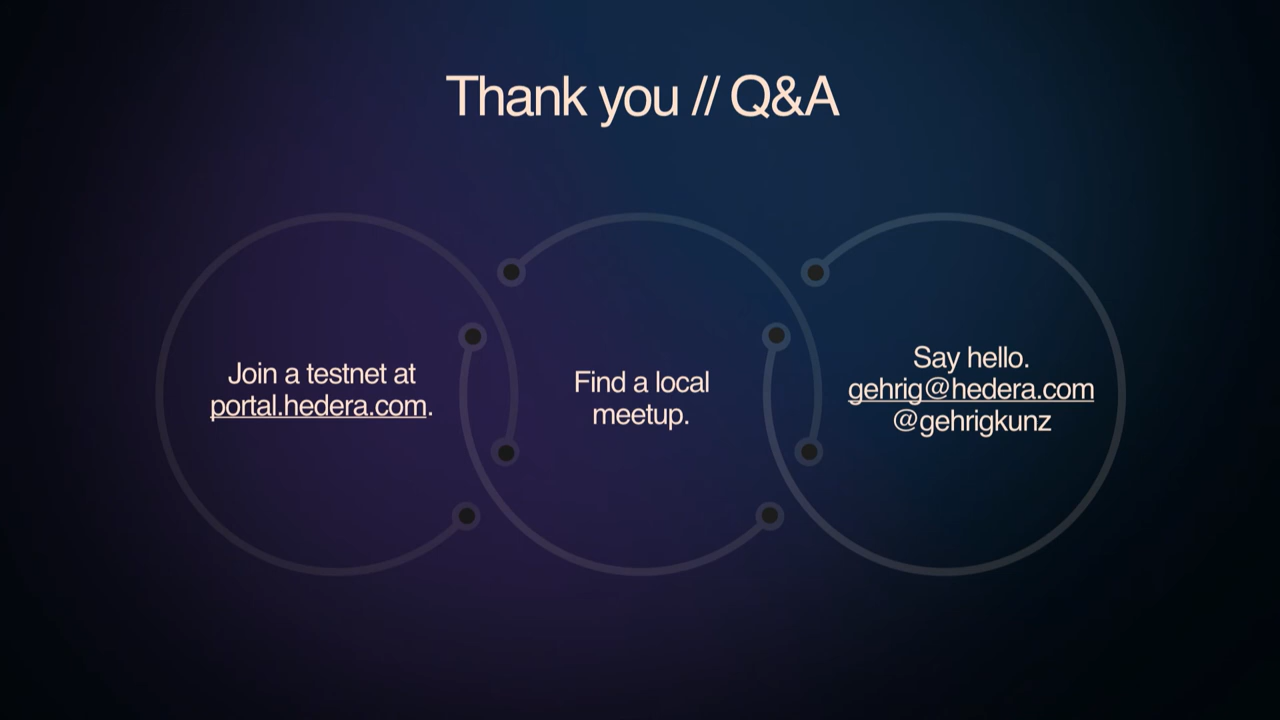 Thank you // Q&A
Join a testnet at
portal.hedera.com.
Find a local
meetup.
Say hello.
gehrig@hedera.com
@gehrigkunz